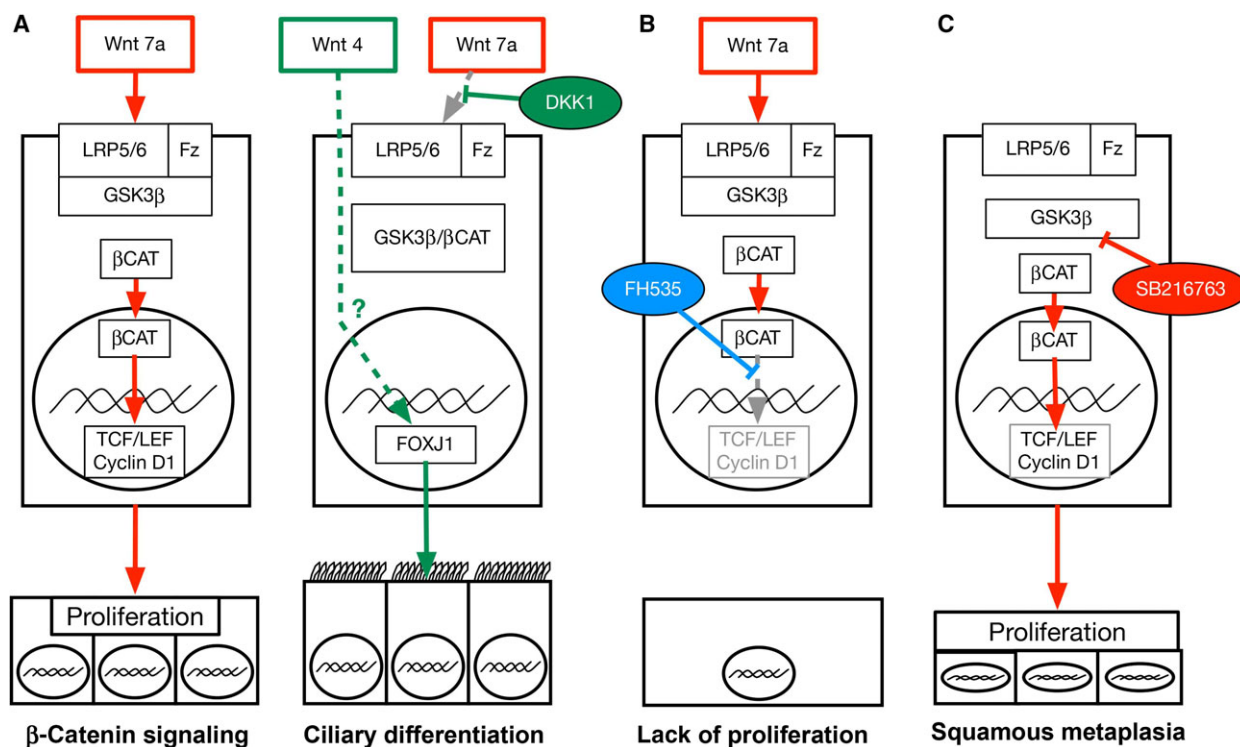 A
Wnt 7a
LRP5/6
Fz
GSK3β
βCAT
βCAT
TCF/LEF
Cyclin D1
Proliferation
β-Catenin signaling
Wnt 4
Wnt 7a
DKK1
LRP5/6
Fz
GSK3β/βCAT
?
FOXJ1
Ciliary differentiation
B
Wnt 7a
LRP5/6
Fz
GSK3β
βCAT
FH535
βCAT
TCF/LEF
Cyclin D1
Lack of proliferation
C
LRP5/6
Fz
GSK3β
βCAT
SB216763
βCAT
TCF/LEF
Cyclin D1
Proliferation
Squamous metaplasia